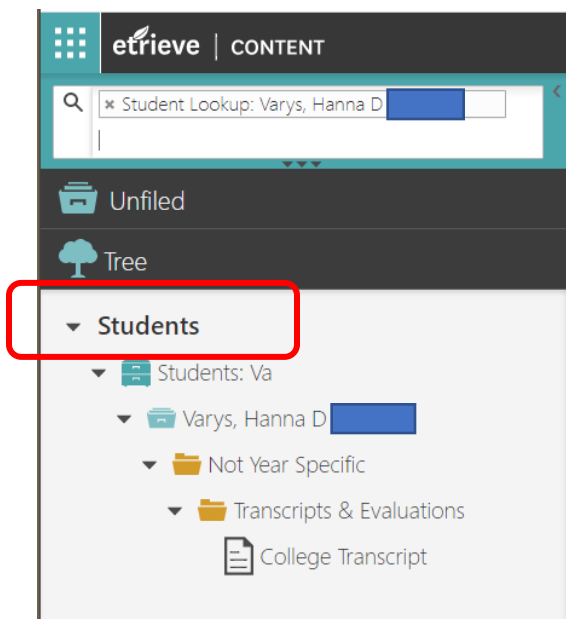 etrieve | CONTENT
× Student Lookup: Varys, Hanna D
Unfiled
Tree
Students
Students: Va
Varys, Hanna D
Not Year Specific
Transcripts & Evaluations
College Transcript